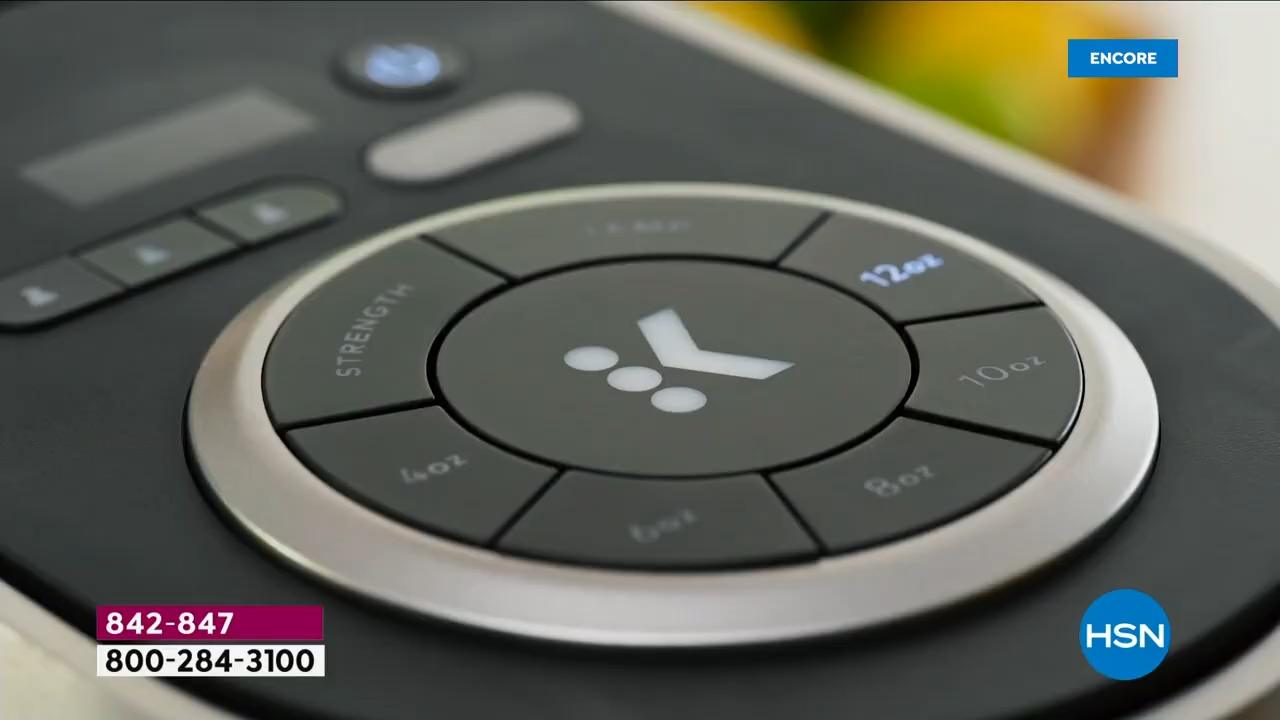 ENCORE
12oz
STRENGTH
10oz
4oz
8oz
6oz
842-847
800-284-3100
HSN